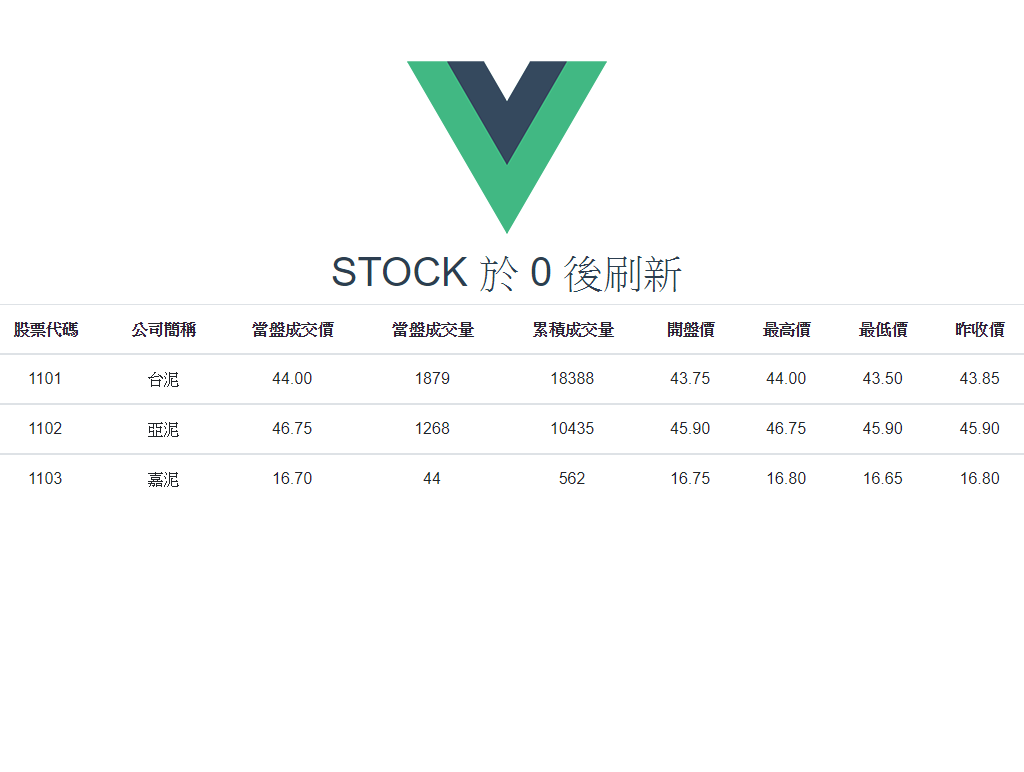 STOCK 於 0 後刷新
股票代碼 公司簡稱 當盤成交價 當盤成交量 累積成交量 開盤價 最高價 最低價 昨收價
1101 台泥 44.00 1879 18388 43.75 44.00 43.50 43.85
1102 亞泥 46.75 1268 10435 45.90 46.75 45.90 45.90
1103 嘉泥 16.70 44 562 16.75 16.80 16.65 16.80